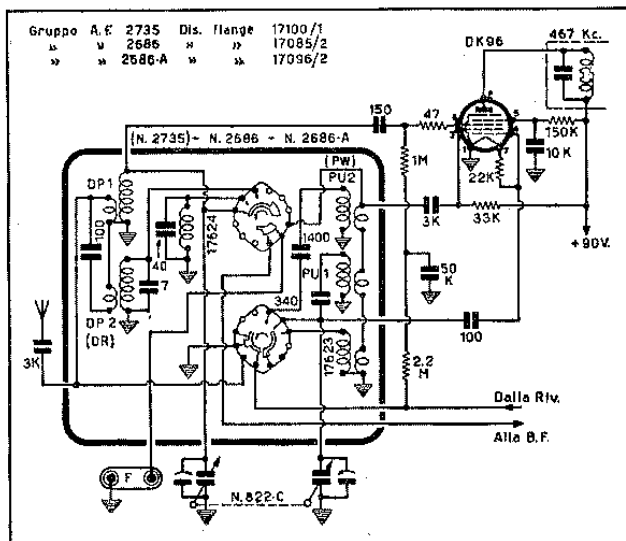 Gruppo A.F. 2735 Dis. flange 17100/1
» » 2686 » » 17085/2
» » 2686-A » » 17096/2
467 Kc.
DK96
150
47
150K
10K
1M
22K
(N. 2735) - N. 2686 - N. 2686-A
(PW)
PU2
DP1
100
40
17624
1400
3K
33K
+90V.
7
PU1
340
50
K
DP2
(DR)
3K
17623
100
2.2
M
Dalla Riv.
Alla B.F.
F
N.822-C